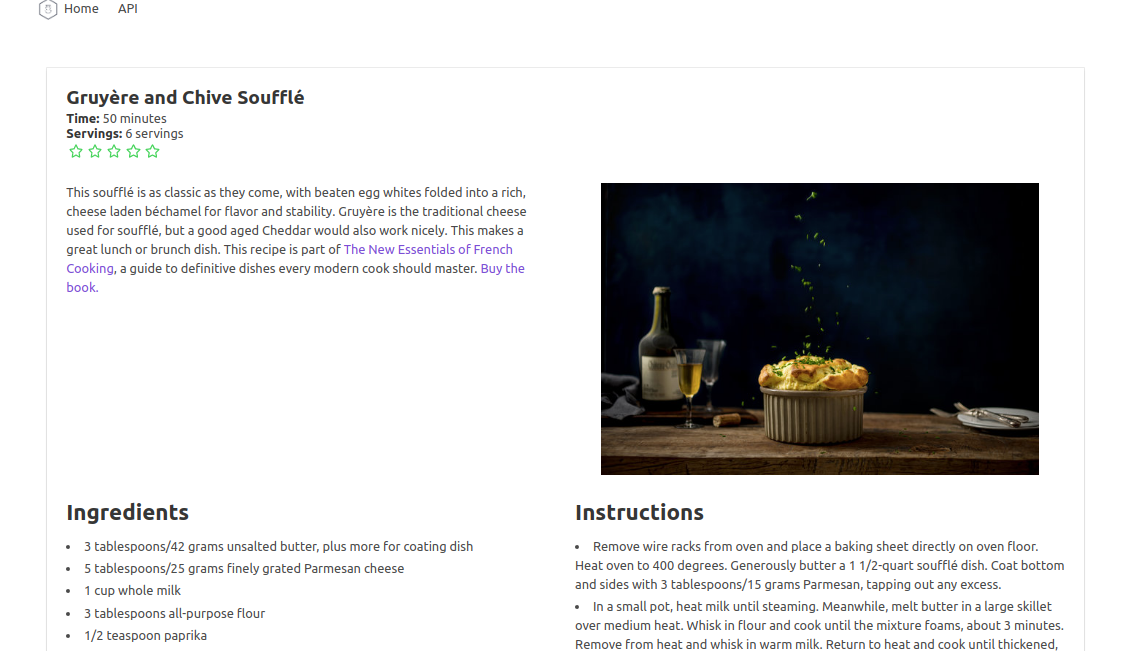 Home API
Gruyère and Chive Soufflé
Time: 50 minutes
Servings: 6 servings
This soufflé is as classic as they come, with beaten egg whites folded into a rich,
cheese laden béchamel for flavor and stability. Gruyère is the traditional cheese
used for soufflé, but a good aged Cheddar would also work nicely. This makes a
great lunch or brunch dish. This recipe is part of The New Essentials of French
Cooking, a guide to definitive dishes every modern cook should master. Buy the
book.
Ingredients
• 3 tablespoons/42 grams unsalted butter, plus more for coating dish
• 5 tablespoons/25 grams finely grated Parmesan cheese
• 1 cup whole milk
• 3 tablespoons all-purpose flour
• 1/2 teaspoon paprika
Instructions
• Remove wire racks from oven and place a baking sheet directly on oven floor.
Heat oven to 400 degrees. Generously butter a 1 1/2-quart soufflé dish. Coat bottom
and sides with 3 tablespoons/15 grams Parmesan, tapping out any excess.
• In a small pot, heat milk until steaming. Meanwhile, melt butter in a large skillet
over medium heat. Whisk in flour and cook until the mixture foams, about 3 minutes.
Remove from heat and whisk in warm milk. Return to heat and cook until thickened,